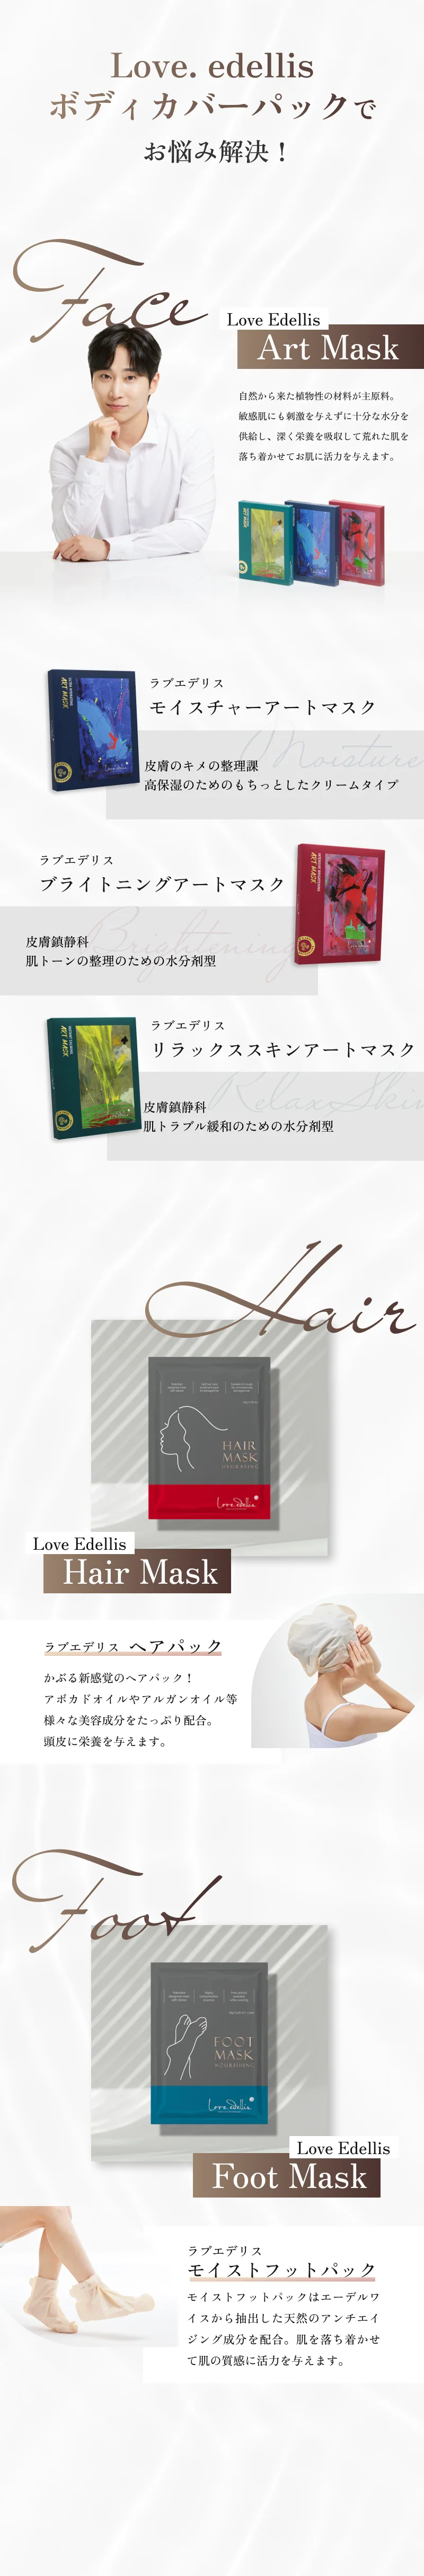 Love. edellis
ボディカバーパックで
お悩み解決！
Face
Love Edellis
Art Mask
自然から来た植物性の材料が主原料。
敏感肌にも刺激を与えずに十分な水分を
供給し、深く栄養を吸収して荒れた肌を
落ち着かせてお肌に活力を与えます。
ART MASK
ラブエデリス
モイスチャーアートマスク
Moisture
皮膚のキメの整理課
高保湿のためのもちっとしたクリームタイプ
ART MASK
ラブエデリス
ブライトニングアートマスク
Brightening
皮膚鎮静科
肌トーンの整理のための水分剤型
ART MASK
ラブエデリス
リラックススキンアートマスク
RelaxSkin
皮膚鎮静科
肌トラブル緩和のための水分剤型
ART MASK
Hair
HAIR
MASK
Love.edellis
Love Edellis
Hair Mask
ラブエデリス ヘアパック
かぶる新感覚のヘアパック！
アボカドオイルやアルガンオイル等
様々な美容成分をたっぷり配合。
頭皮に栄養を与えます。
Foot
FOOT
MASK
NOURISHING
Love.edellis
Love Edellis
Foot Mask
ラブエデリス
モイストフットパック
モイストフットパックはエーデルワ
イスから抽出した天然のアンチエイ
ジング成分を配合。肌を落ち着かせ
て肌の質感に活力を与えます。